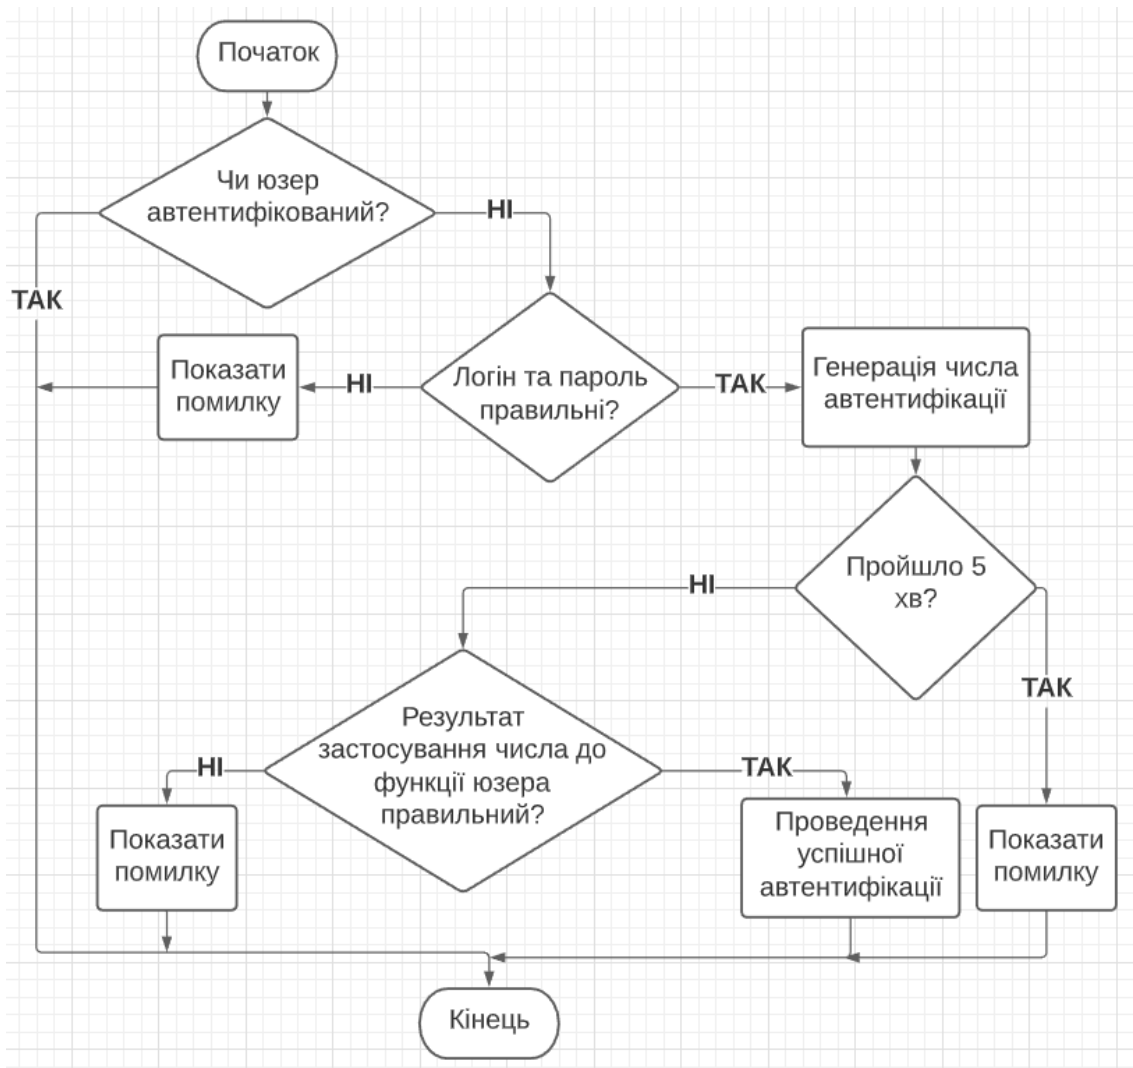 Початок
Чи юзер
автентифікований?
НІ
ТАК
Показати
помилку
НІ
Логін та пароль
правильні?
ТАК
Генерація числа
автентифікації
Пройшло 5
хв?
НІ
ТАК
Результат
застосування числа до
функції юзера
правильний?
НІ
ТАК
Показати
помилку
Проведення
успішної
автентифікації
Показати
помилку
Кінець